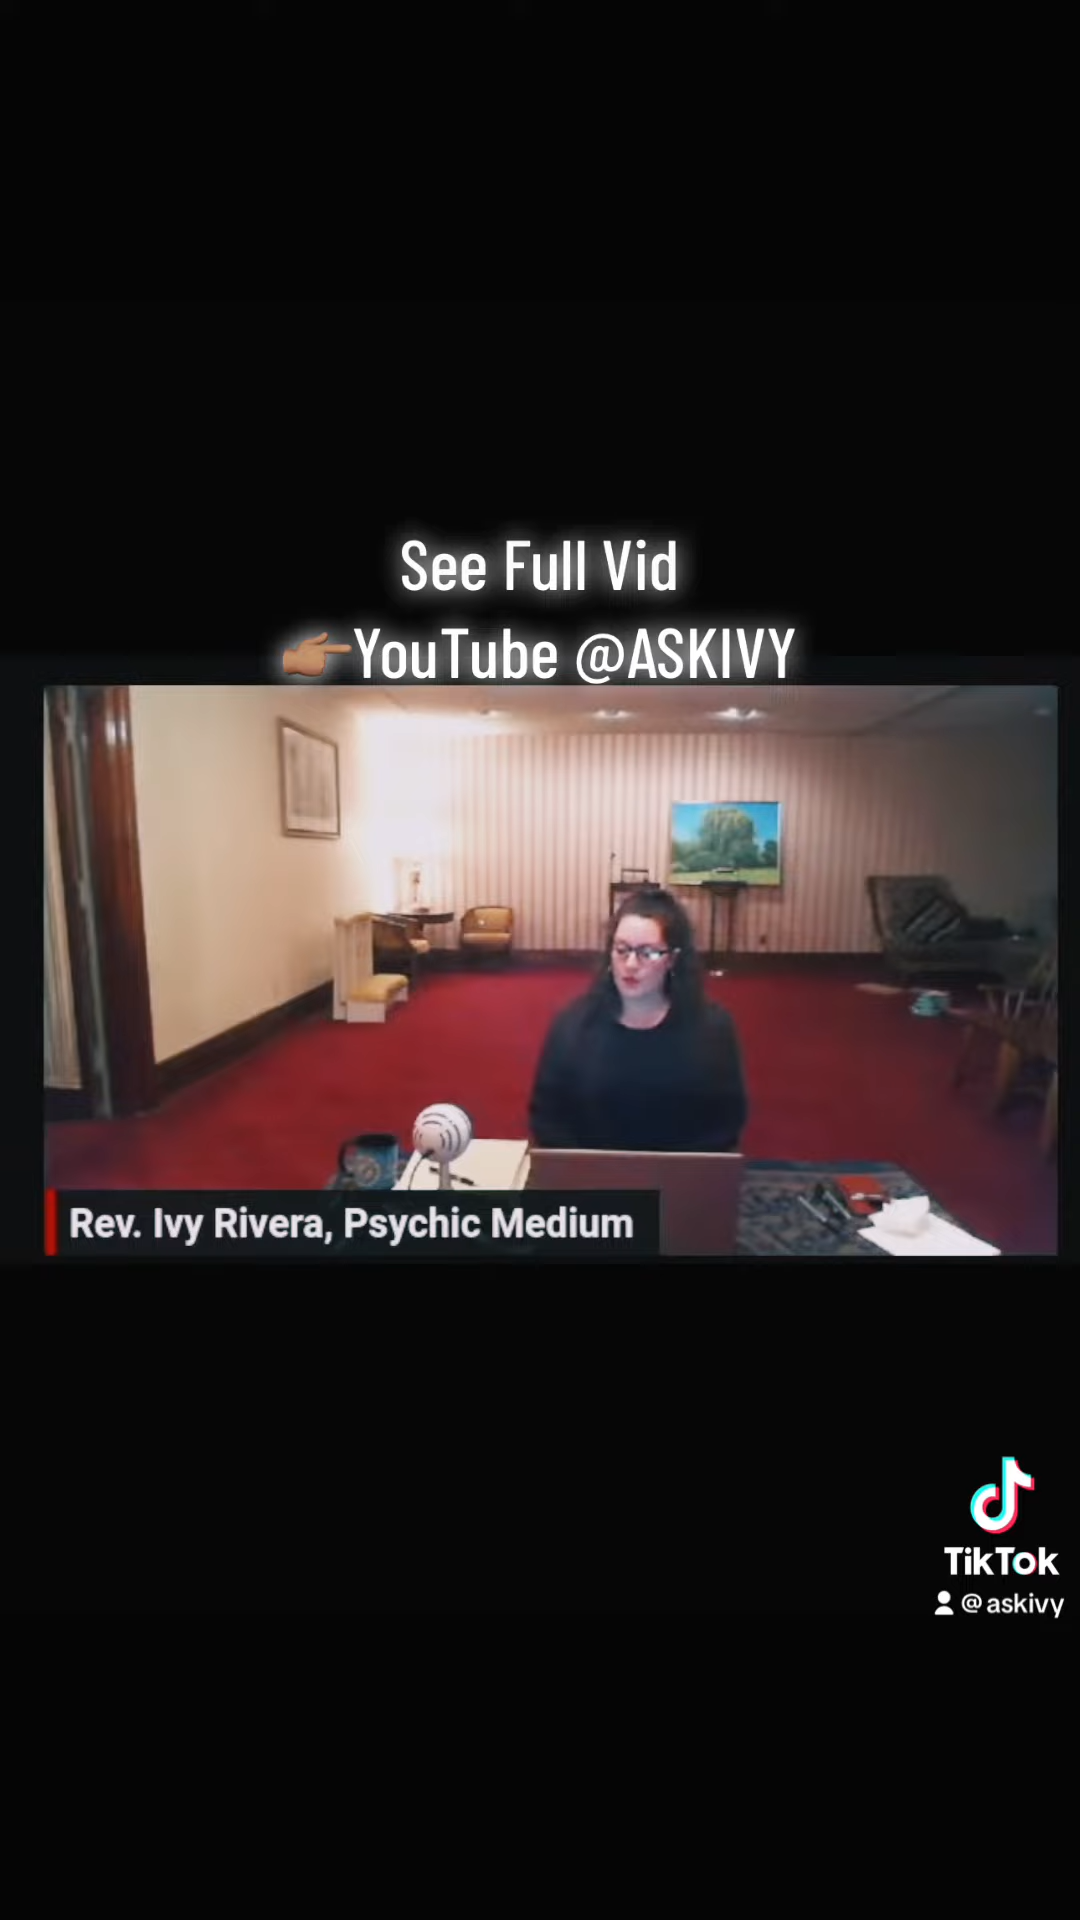 See Full Vid
👉🏽YouTube @ASKIVY
Rev. Ivy Rivera, Psychic Medium
TikTok
@askivy